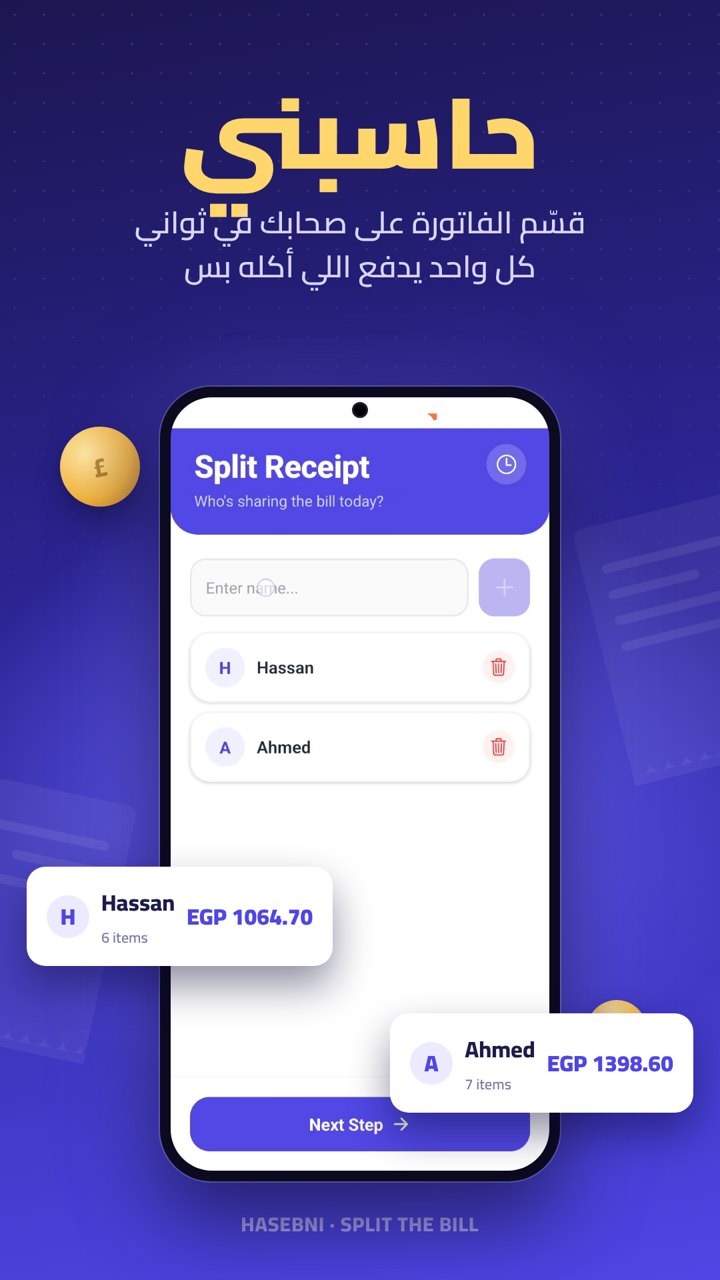 حاسبني
قسّم الفاتورة على صحابك في ثواني
كل واحد يدفع اللي أكله بس
£
Split Receipt
Who's sharing the bill today?
Enter name...
H Hassan
A Ahmed
H Hassan EGP 1064.70
6 items
A Ahmed EGP 1398.60
7 items
Next Step →
HASEBNI · SPLIT THE BILL